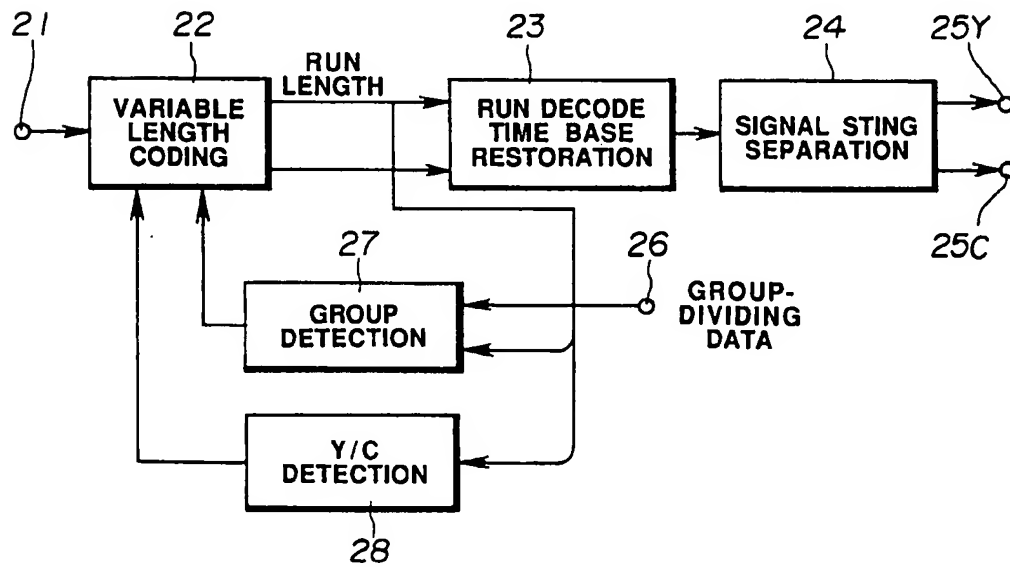 21
22
23
24
25Y
RUN
LENGTH
VARIABLE
LENGTH
CODING
RUN DECODE
TIME BASE
RESTORATION
SIGNAL STING
SEPARATION
25C
27
26
GROUP
DETECTION
GROUP-
DIVIDING
DATA
Y/C
DETECTION
28